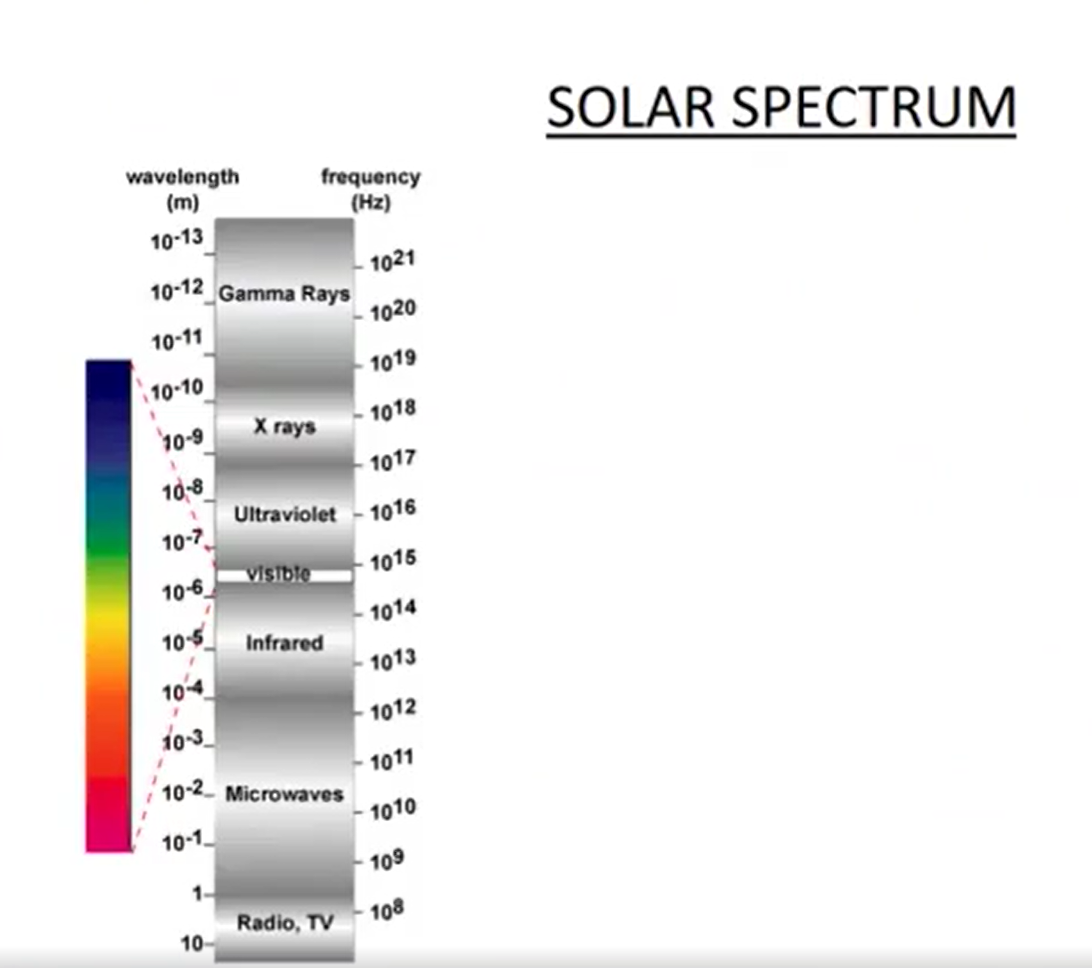 SOLAR SPECTRUM
wavelength frequency
(m) (Hz)
10-13
1021
10-12 Gamma Rays
1020
10-11
1019
10-10
1018
X rays
10-9
1017
10-8
Ultraviolet 1016
10-7
1015
visible
10-6
1014
10-5 Infrared
1013
10-4
1012
10-3
1011
10-2 Microwaves
1010
10-1
109
1
108
Radio, TV
10